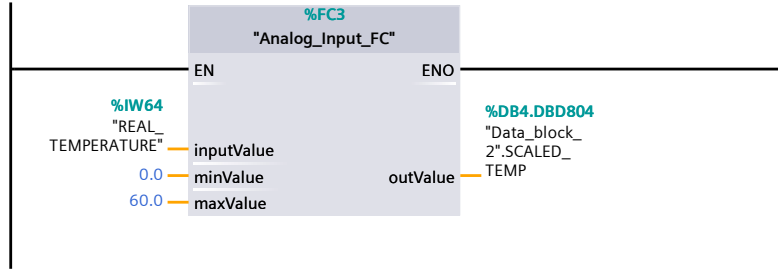 %FC3
"Analog_Input_FC"
EN
ENO
%IW64
"REAL_
TEMPERATURE"
inputValue
0.0
minValue
60.0
maxValue
%DB4.DBD804
"Data_block_
2".SCALED_
TEMP
outValue